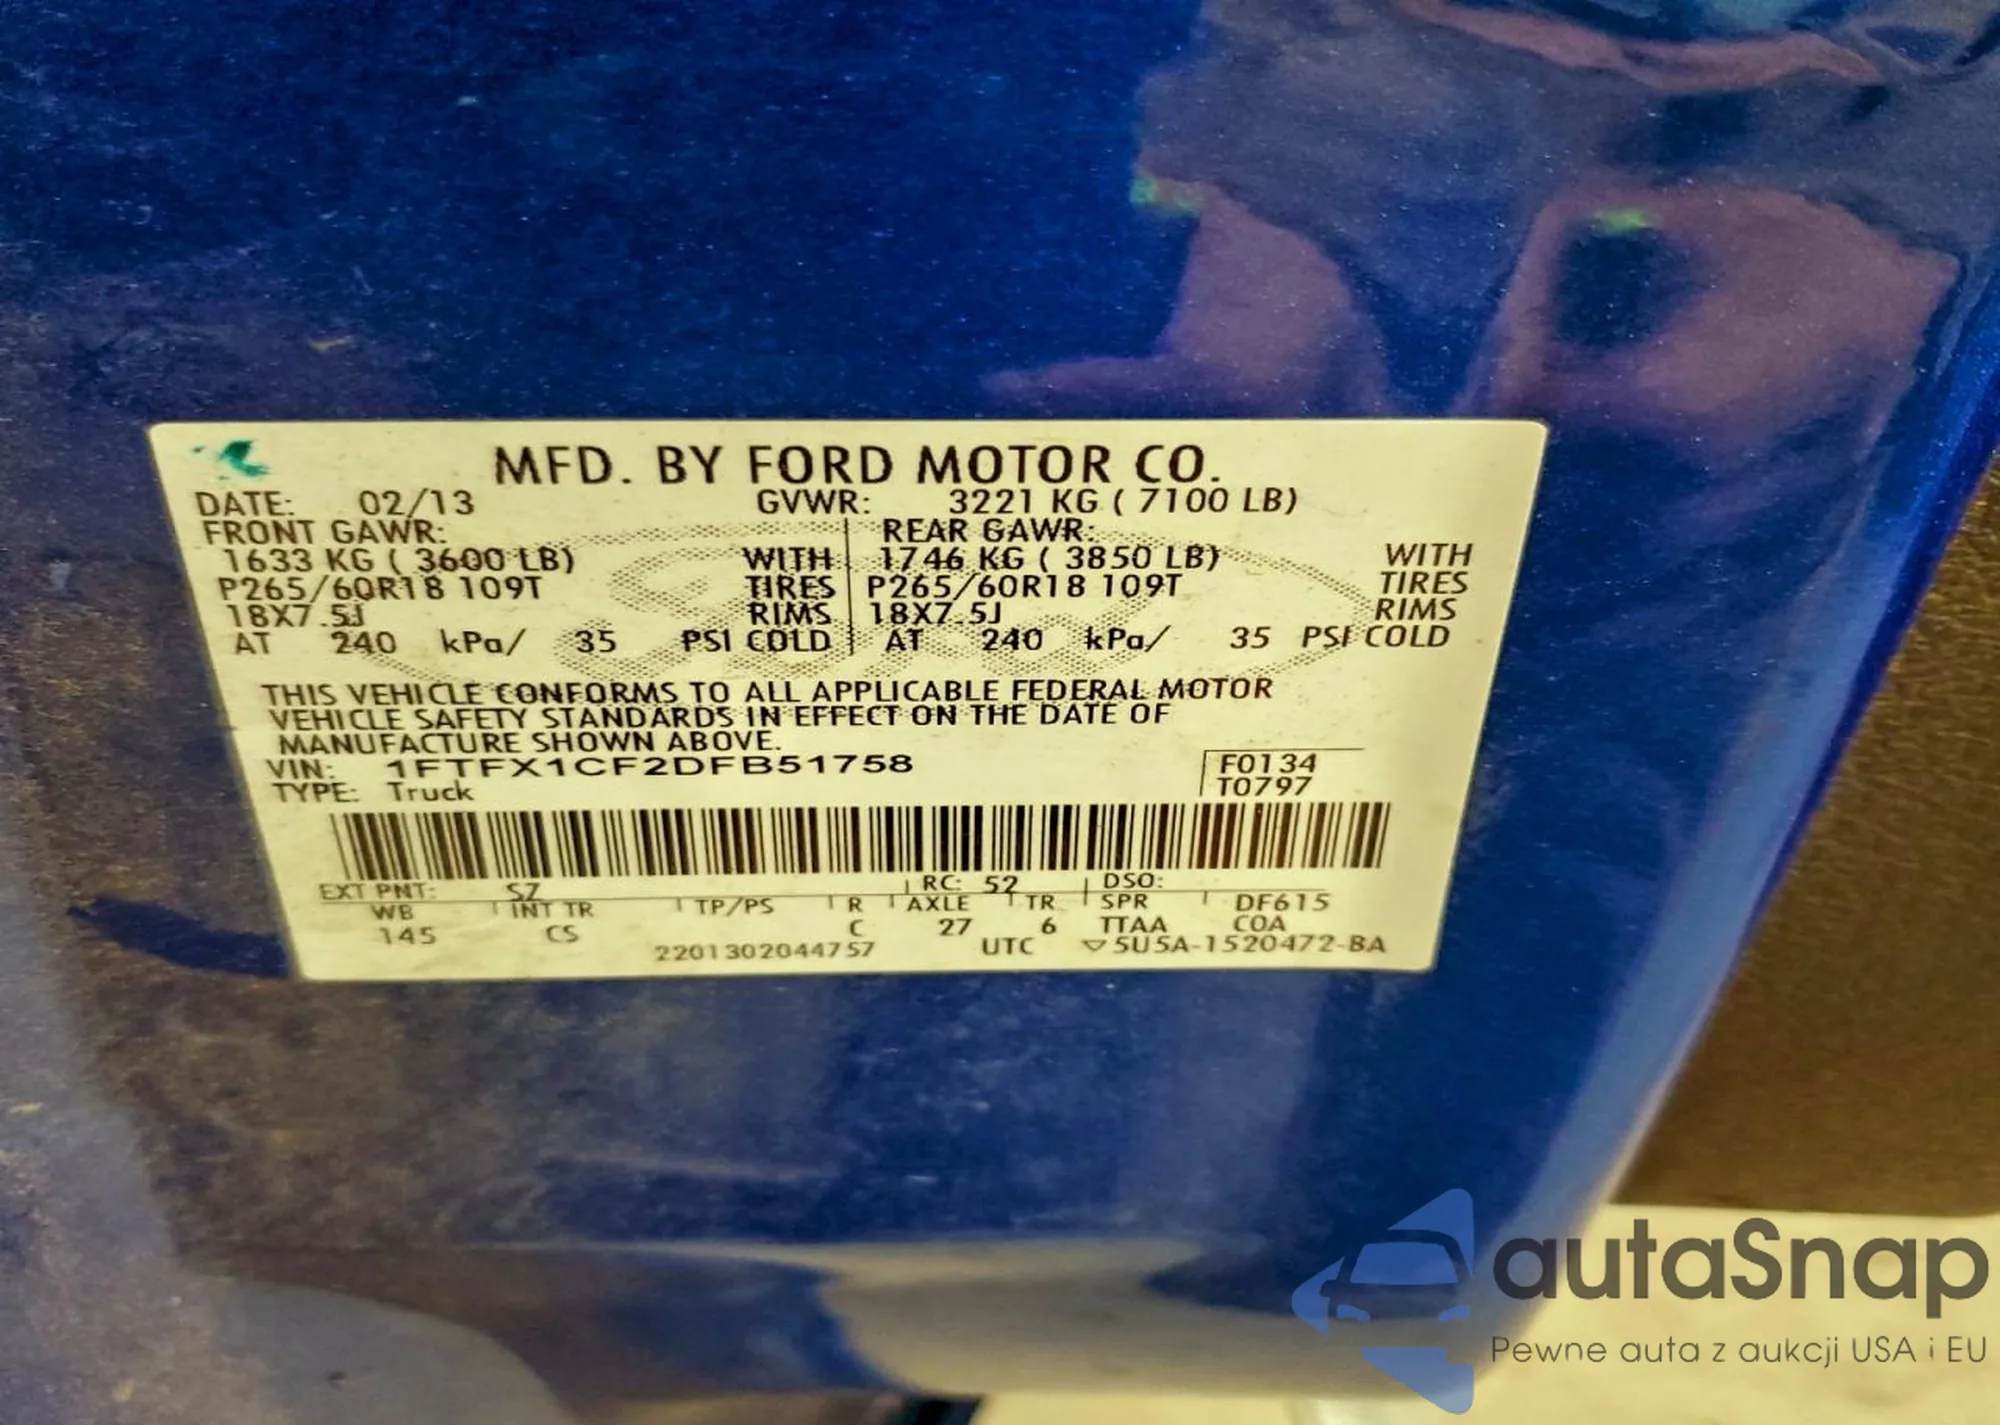 MFD. BY FORD MOTOR CO.
DATE: 02/13 GVWR: 3221 KG ( 7100 LB)
FRONT GAWR: REAR GAWR:
1633 KG ( 3600 LB) WITH 1746 KG ( 3850 LB) WITH
P265/60R18 109T TIRES P265/60R18 109T TIRES
18X7.5J RIMS 18X7.5J RIMS
AT 240 kPa/ 35 PSI COLD AT 240 kPa/ 35 PSI COLD
THIS VEHICLE CONFORMS TO ALL APPLICABLE FEDERAL MOTOR
VEHICLE SAFETY STANDARDS IN EFFECT ON THE DATE OF
MANUFACTURE SHOWN ABOVE.
VIN: 1FTFX1CF2DFB51758 F0134
TYPE: Truck T0797
EXT PNT: SZ RC: 52 DSO:
WB INT TR TP/PS R AXLE TR SPR DF615
145 CS C 27 6 TTAA COA
2201302044757 UTC ▽5U5A-1520472-BA
autaSnap
Pewne auta z aukcji USA i EU